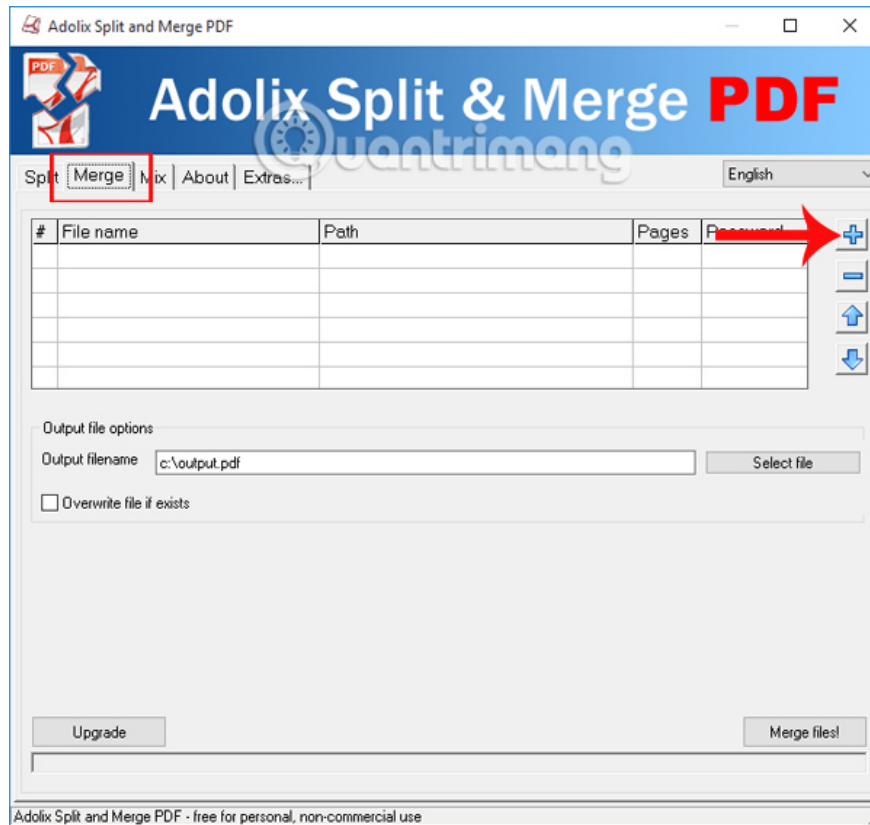 Adolix Split and Merge PDF
PDF
Adolix Split & Merge PDF
Quantrimang
Split Merge Mix About Extras...
English
# File name Path Pages Password
Output file options
Output filename c:\output.pdf Select file
Overwrite file if exists
Upgrade Merge files!
Adolix Split and Merge PDF - free for personal, non-commercial use